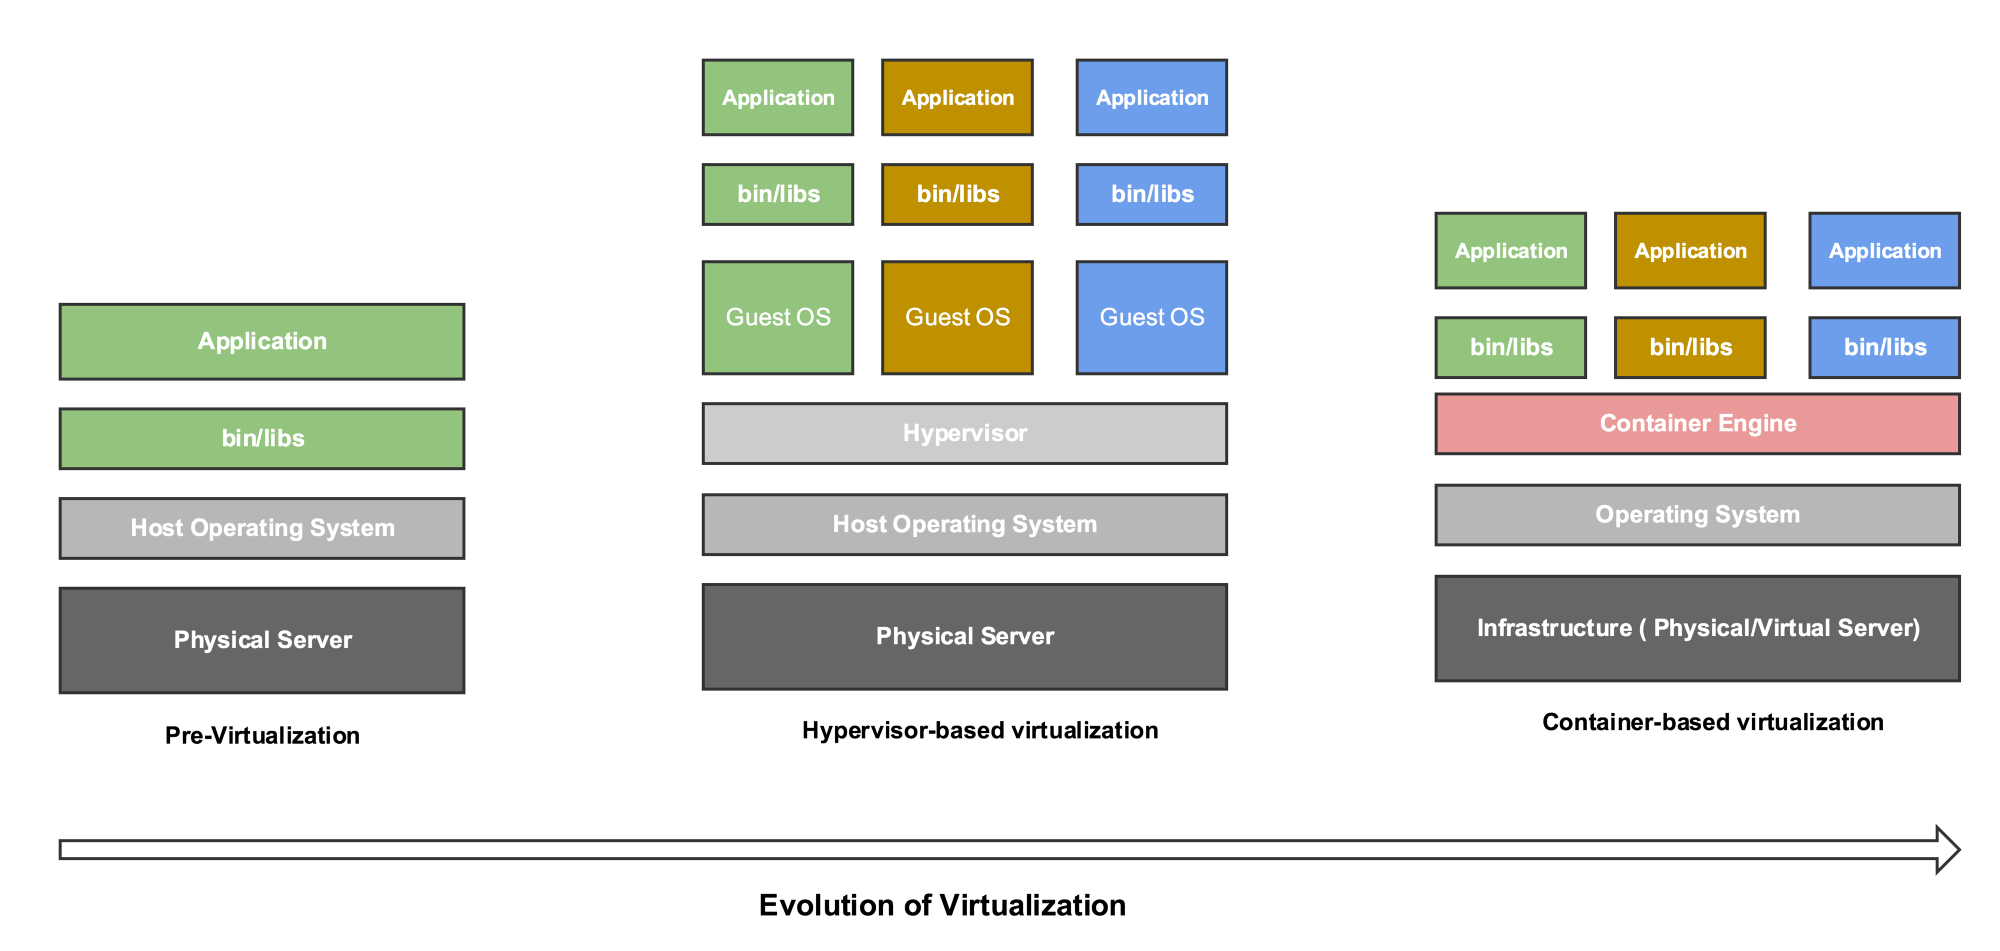 Application
bin/libs
Host Operating System
Physical Server
Pre-Virtualization
Application Application Application
bin/libs bin/libs bin/libs
Guest OS Guest OS Guest OS
Hypervisor
Host Operating System
Physical Server
Hypervisor-based virtualization
Application Application Application
bin/libs bin/libs bin/libs
Container Engine
Operating System
Infrastructure ( Physical/Virtual Server)
Container-based virtualization
Evolution of Virtualization